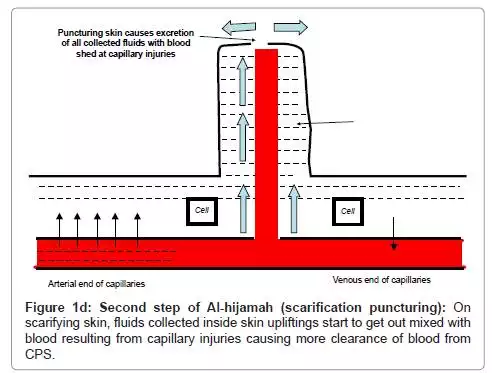 Puncturing skin causes excretion
of all collected fluids with blood
shed at capillary injuries
Cell
Cell
Arterial end of capillaries
Venous end of capillaries
Figure 1d: Second step of Al-hijamah (scarification puncturing): On
scarifying skin, fluids collected inside skin upliftings start to get out mixed with
blood resulting from capillary injuries causing more clearance of blood from
CPS.